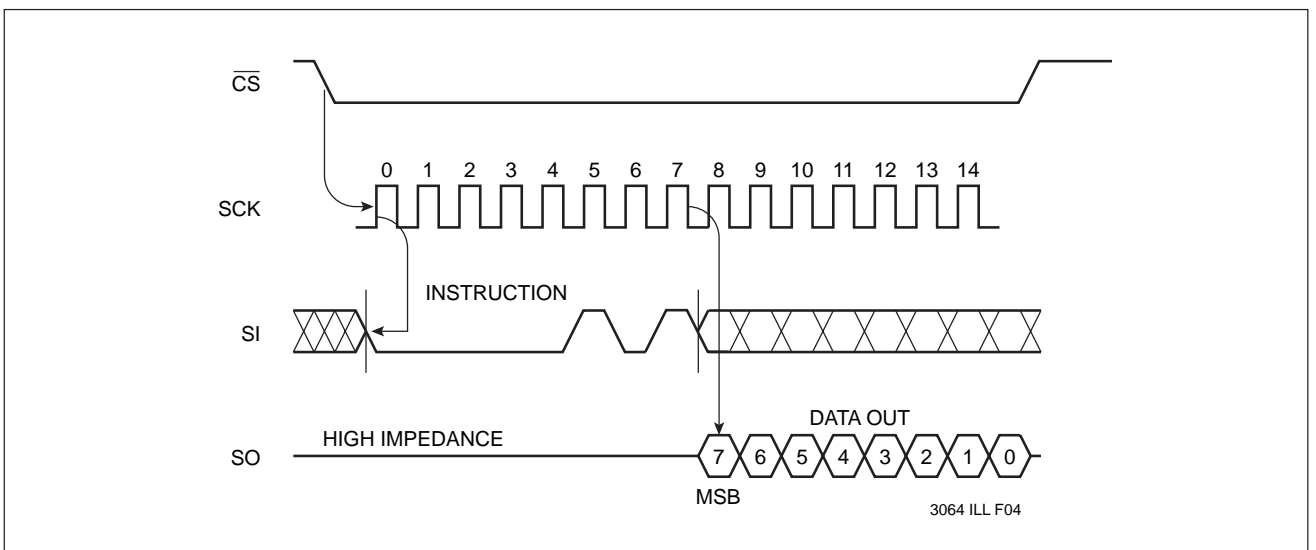 CS
0 1 2 3 4 5 6 7 8 9 10 11 12 13 14
SCK
INSTRUCTION
SI
DATA OUT
HIGH IMPEDANCE
SO
7 6 5 4 3 2 1 0
MSB
3064 ILL F04